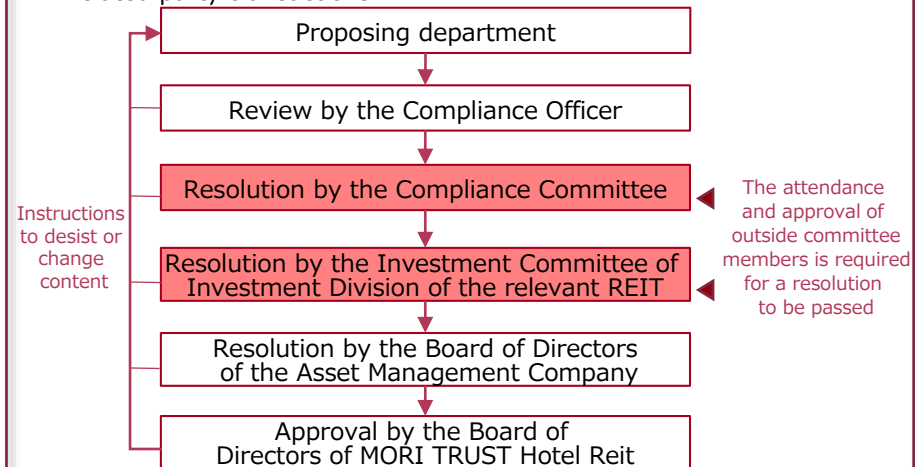 Proposing department
Review by the Compliance Officer
Resolution by the Compliance Committee
Resolution by the Investment Committee of
Investment Division of the relevant REIT
Resolution by the Board of Directors
of the Asset Management Company
Approval by the Board of
Directors of MORI TRUST Hotel Reit
Instructions
to desist or
change
content
The attendance
and approval of
outside committee
members is required
for a resolution
to be passed